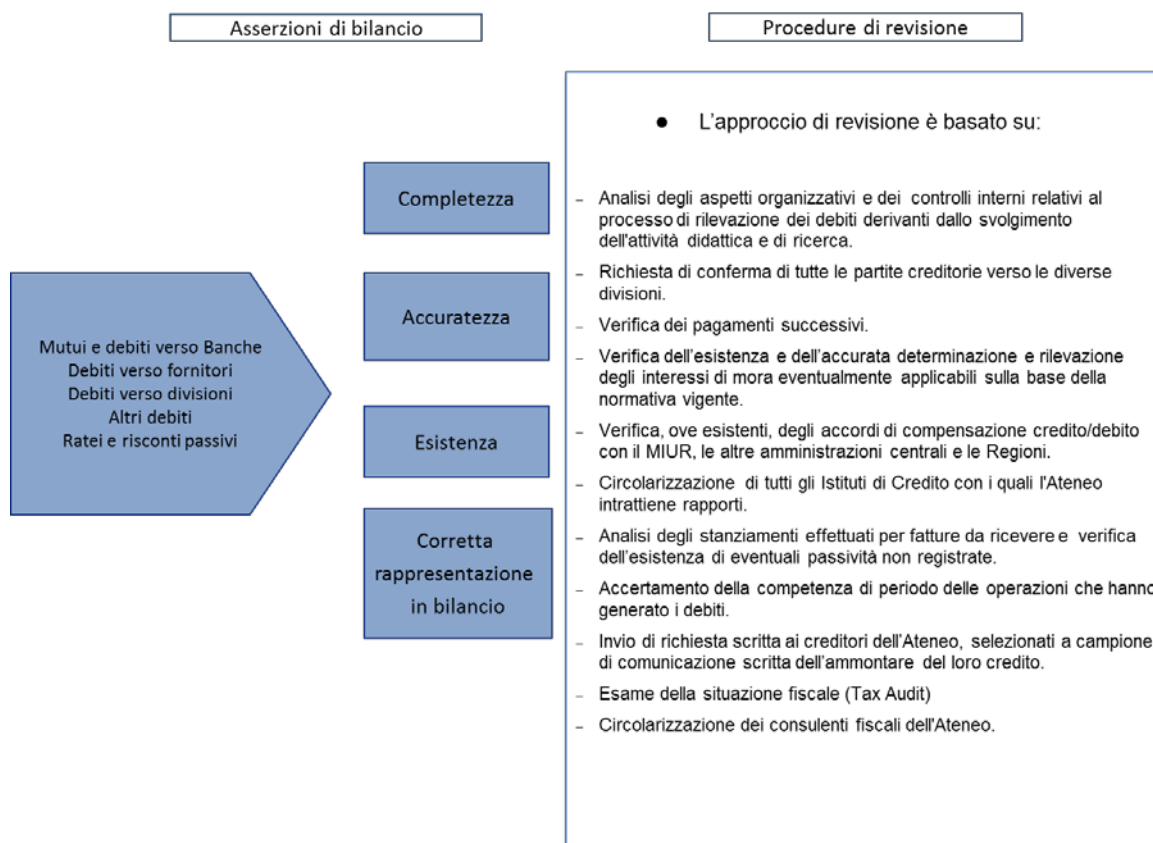 Asserzioni di bilancio
Procedure di revisione
Mutui e debiti verso Banche
Debiti verso fornitori
Debiti verso divisioni
Altri debiti
Ratei e risconti passivi
Completezza
Accuratezza
Esistenza
Corretta
rappresentazione
in bilancio
● L'approccio di revisione è basato su:
– Analisi degli aspetti organizzativi e dei controlli interni relativi al
processo di rilevazione dei debiti derivanti dallo svolgimento
dell'attività didattica e di ricerca.
– Richiesta di conferma di tutte le partite creditorie verso le diverse
divisioni.
– Verifica dei pagamenti successivi.
– Verifica dell'esistenza e dell'accurata determinazione e rilevazione
degli interessi di mora eventualmente applicabili sulla base della
normativa vigente.
– Verifica, ove esistenti, degli accordi di compensazione credito/debito
con il MIUR, le altre amministrazioni centrali e le Regioni.
– Circolarizzazione di tutti gli Istituti di Credito con i quali l'Ateneo
intrattiene rapporti.
– Analisi degli stanziamenti effettuati per fatture da ricevere e verifica
dell'esistenza di eventuali passività non registrate.
– Accertamento della competenza di periodo delle operazioni che hanno
generato i debiti.
– Invio di richiesta scritta ai creditori dell'Ateneo, selezionati a campione
di comunicazione scritta dell'ammontare del loro credito.
– Esame della situazione fiscale (Tax Audit)
– Circolarizzazione dei consulenti fiscali dell'Ateneo.